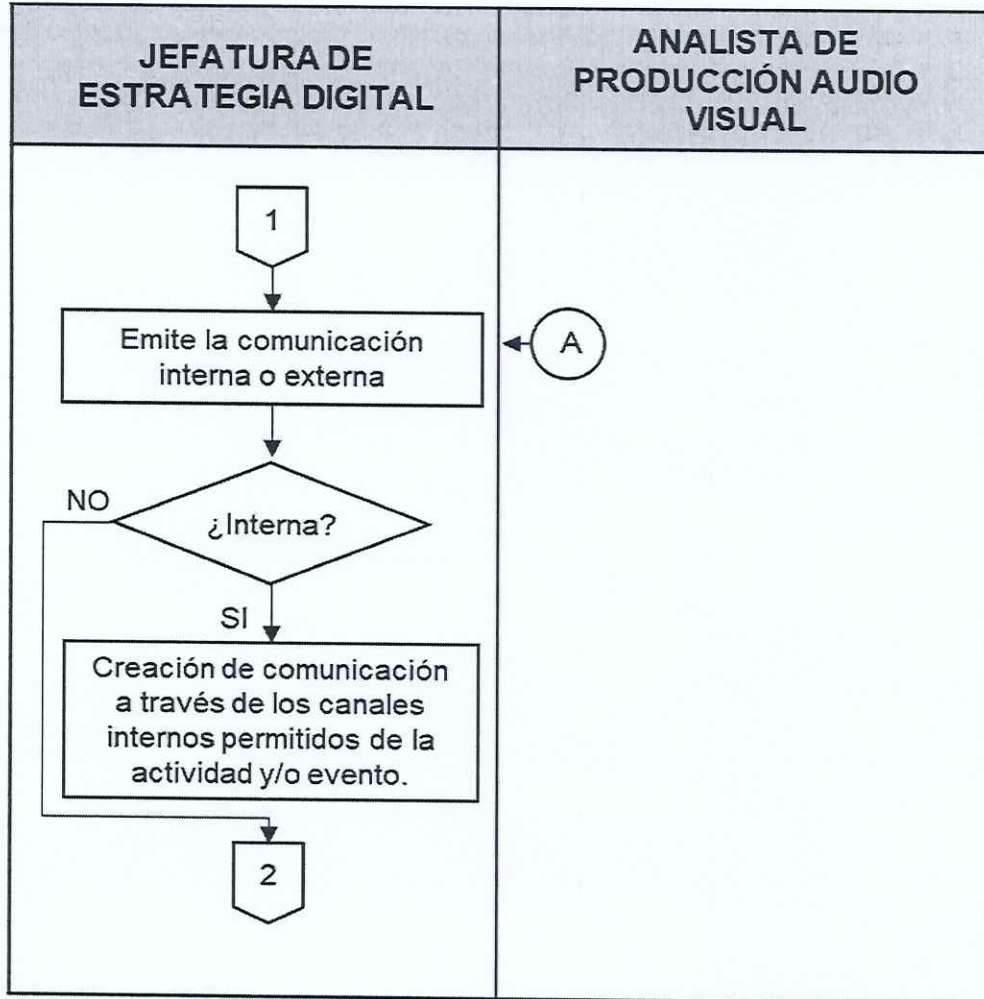 JEFATURA DE
ESTRATEGIA DIGITAL
ANALISTA DE
PRODUCCIÓN AUDIO
VISUAL
1
Emite la comunicación
interna o externa
A
NO
¿Interna?
SI
Creación de comunicación
a través de los canales
internos permitidos de la
actividad y/o evento.
2